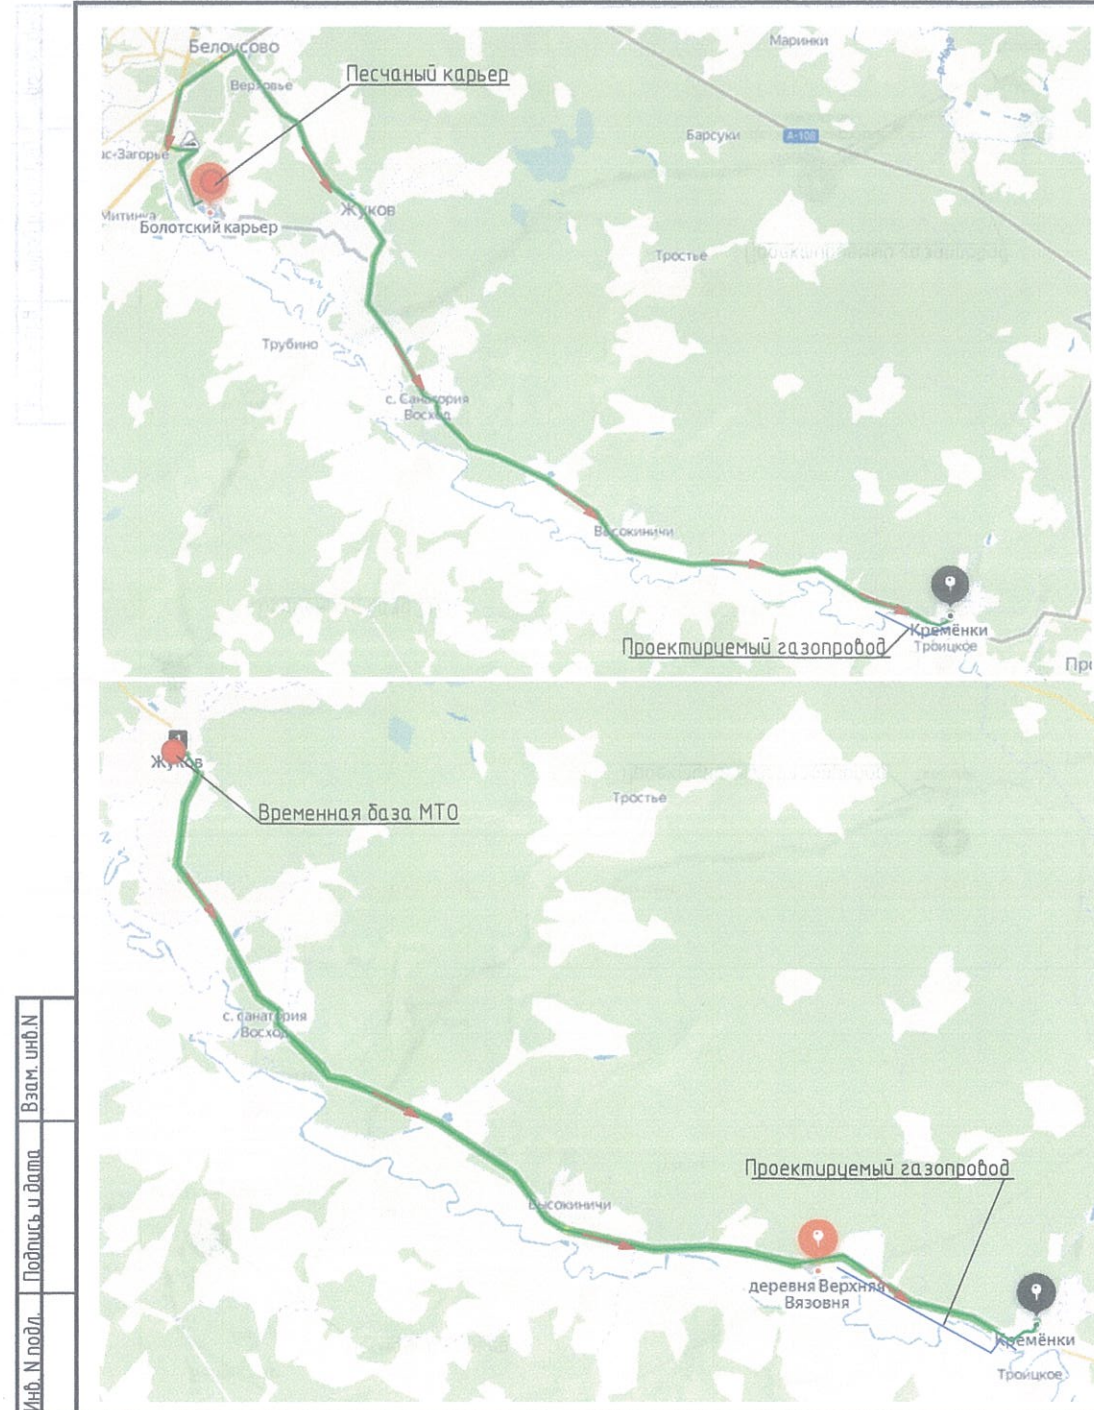 Белоусово
Маринки
Песчаный карьер
Верховье
Барсуки
А-108
ис-Загорье
Жуков
Митинка
Болотский карьер
Тростье
Трубино
с. Санатория
Восход
Высокиничи
Кремёнки
Проектируемый газопровод
Троицкое
Жуков
Временная база МТО
Тростье
с. санатория
Восход
Проектируемый газопровод
Высокиничи
деревня Верхняя
Вязовня
Кремёнки
Троицкое
Взам. инв.N
Подпись и дата
Инв. N подл.